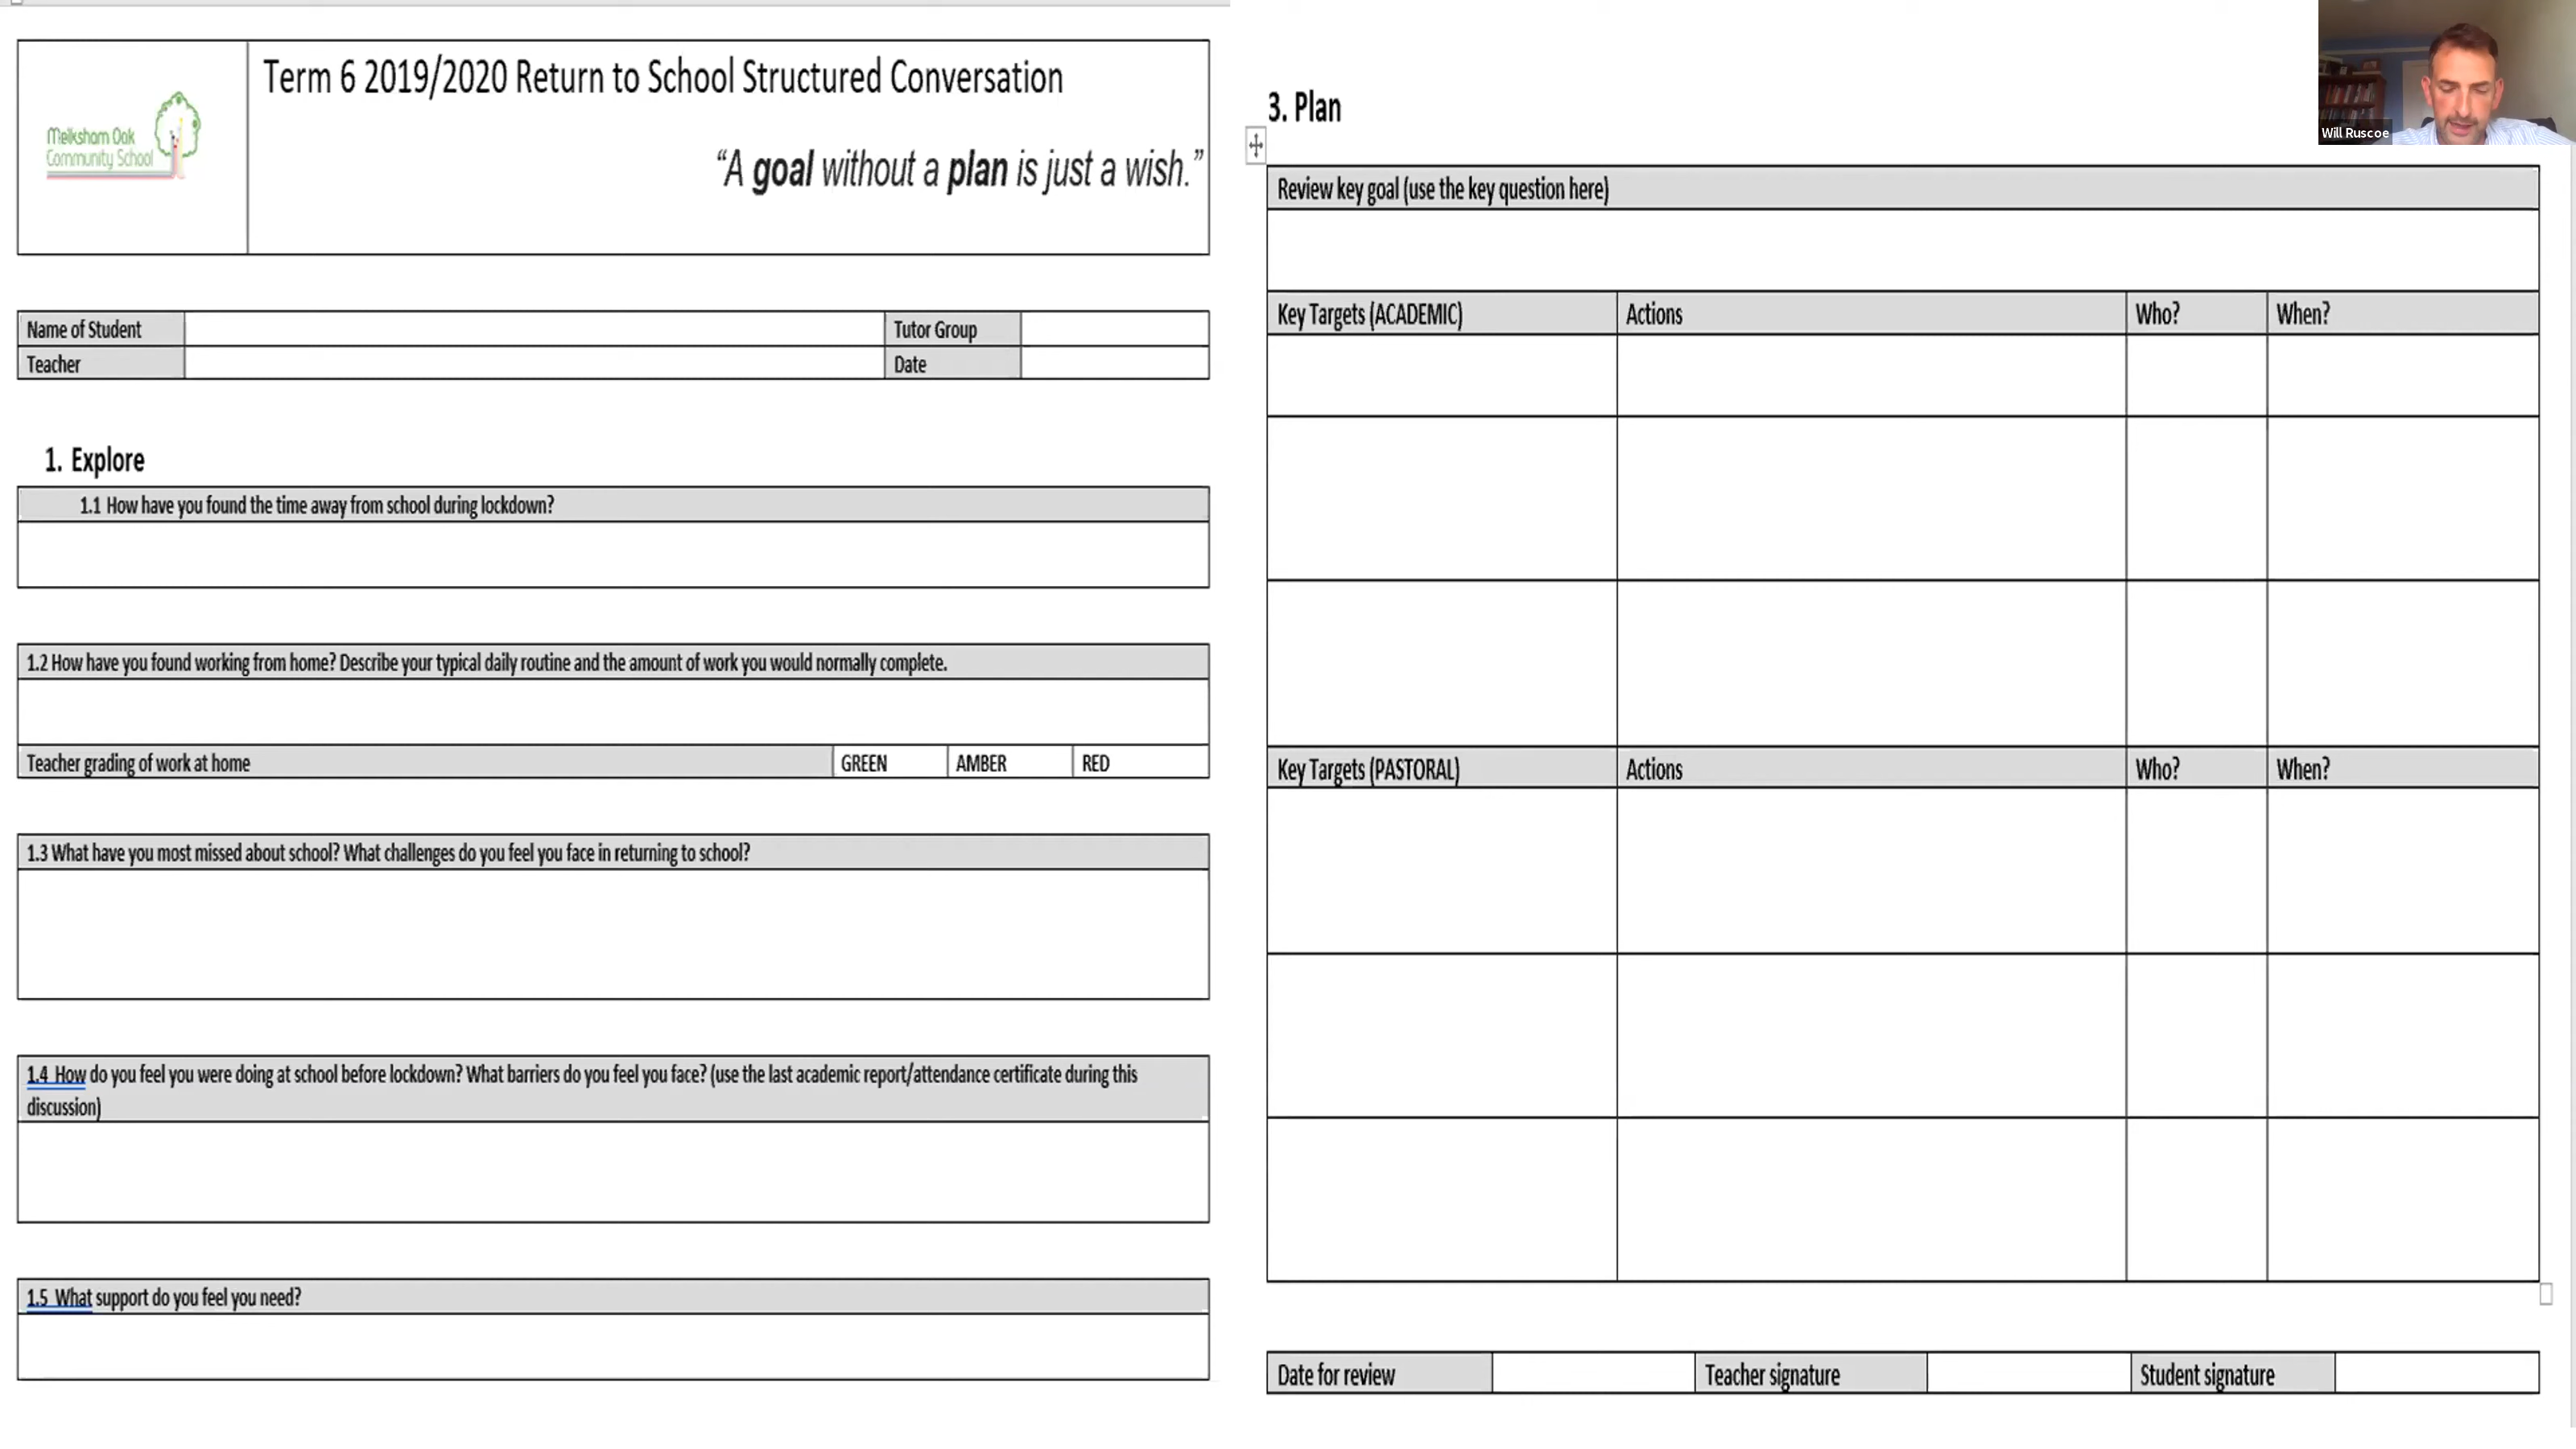 Melksham Oak
Community School
Term 6 2019/2020 Return to School Structured Conversation
“A goal without a plan is just a wish.”
Name of Student
Tutor Group
Teacher
Date
1. Explore
1.1 How have you found the time away from school during lockdown?
1.2 How have you found working from home? Describe your typical daily routine and the amount of work you would normally complete.
Teacher grading of work at home
GREEN
AMBER
RED
1.3 What have you most missed about school? What challenges do you feel you face in returning to school?
1.4 How do you feel you were doing at school before lockdown? What barriers do you feel you face? (use the last academic report/attendance certificate during this
discussion)
1.5 What support do you feel you need?
3. Plan
Review key goal (use the key question here)
Key Targets (ACADEMIC)
Actions
Who?
When?
Key Targets (PASTORAL)
Actions
Who?
When?
Date for review
Teacher signature
Student signature
Will Ruscoe